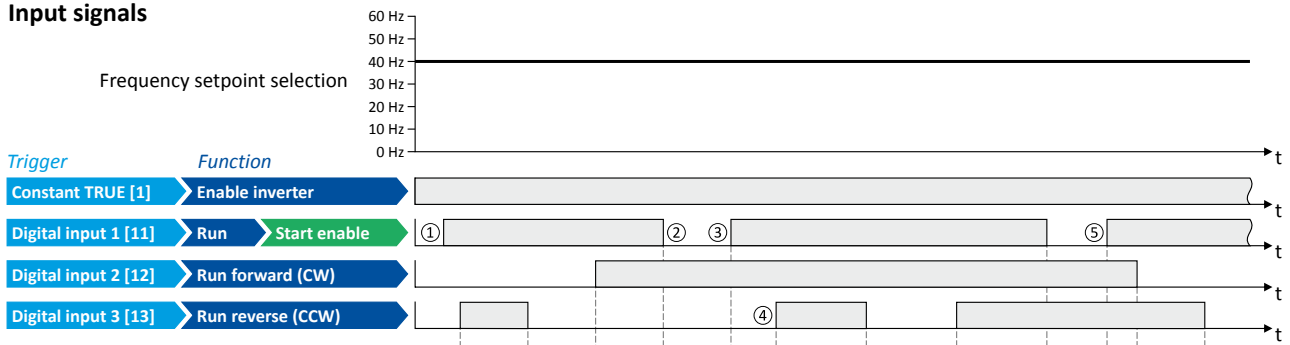 Input signals
60 Hz
50 Hz
40 Hz
Frequency setpoint selection
30 Hz
20 Hz
10 Hz
0 Hz
t
Trigger Function
Constant TRUE [1] Enable inverter
t
Digital input 1 [11] Run Start enable ① ② ③ ⑤
t
Digital input 2 [12] Run forward (CW)
t
Digital input 3 [13] Run reverse (CCW) ④
t